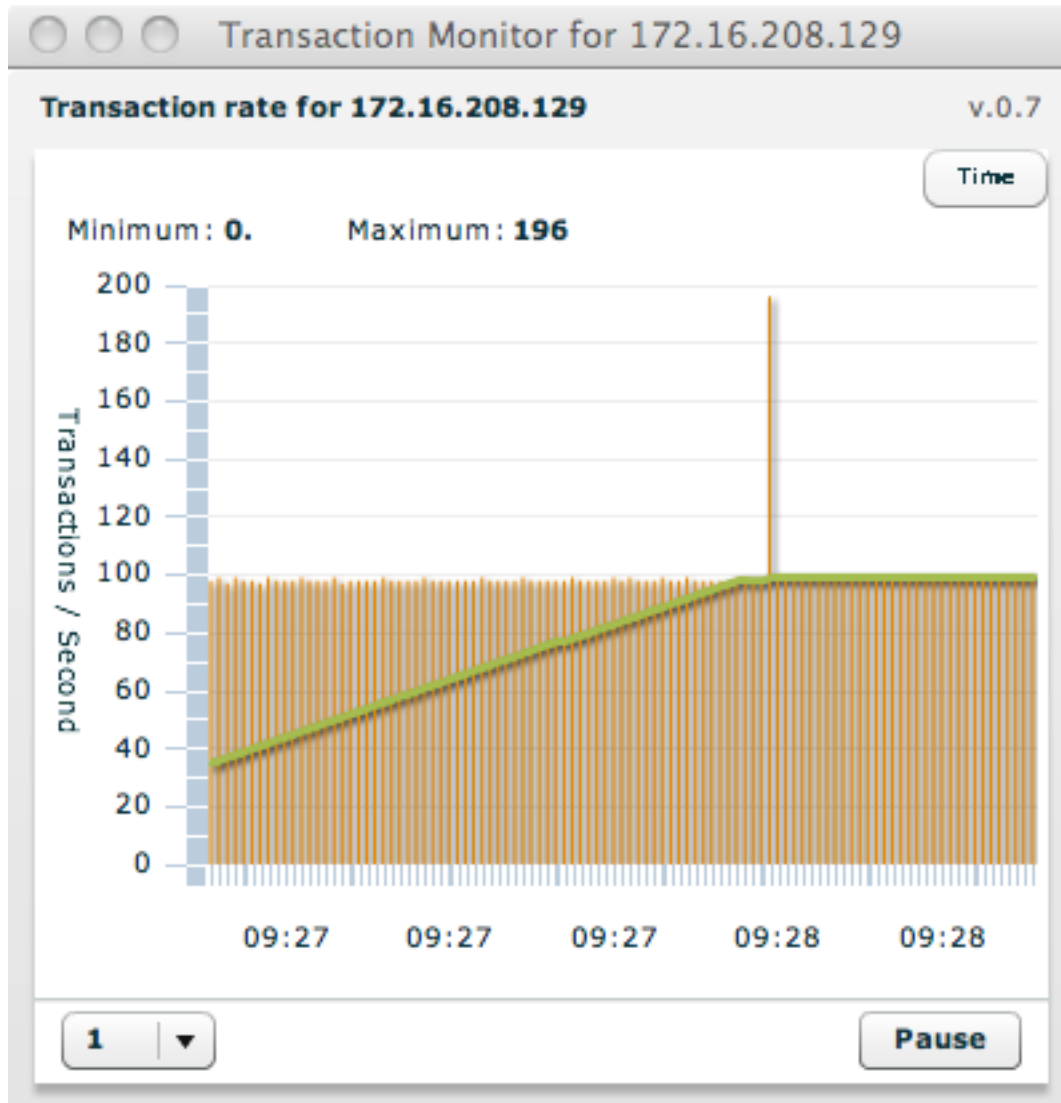 Transaction Monitor for 172.16.208.129
Transaction rate for 172.16.208.129 v.0.7
Time
Minimum: 0. Maximum: 196
200
180
160
140
120
100
80
60
40
20
0
Transactions / Second
09:27 09:27 09:27 09:28 09:28
1 Pause